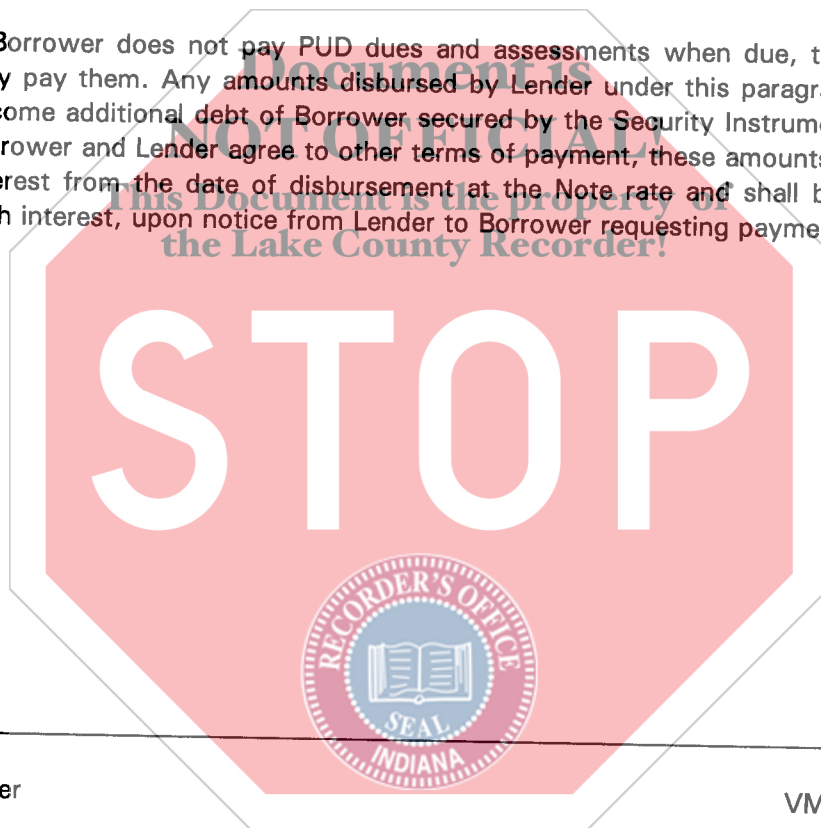 Borrower does not pay PUD dues and assessments when due, t
y pay them. Any amounts disbursed by Lender under this paragra
come additional debt of Borrower secured by the Security Instrume
rower and Lender agree to other terms of payment, these amounts
erest from the date of disbursement at the Note rate and shall b
h interest, upon notice from Lender to Borrower requesting payme
Document is
NOT OFFICIAL!
This Document is the property of
the Lake County Recorder!
STOP
RECORDER'S OFFICE
SEAL
INDIANA
er
VM